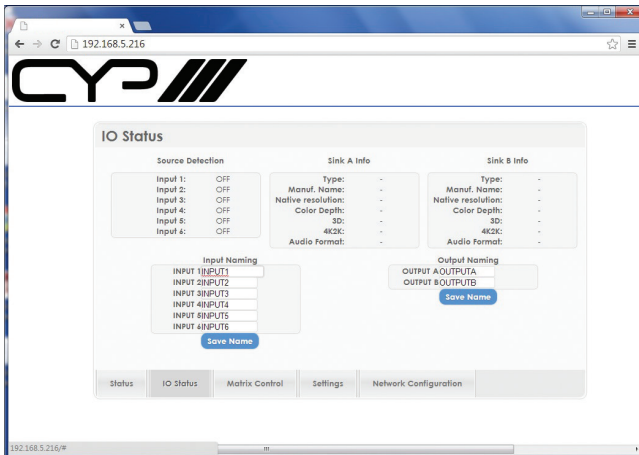 192.168.5.216
CYP
IO Status
Source Detection
Input 1: OFF
Input 2: OFF
Input 3: OFF
Input 4: OFF
Input 5: OFF
Input 6: OFF
Sink A Info
Type: -
Manuf. Name: -
Native resolution: -
Color Depth: -
3D: -
4K2K: -
Audio Format: -
Sink B Info
Type: -
Manuf. Name: -
Native resolution: -
Color Depth: -
3D: -
4K2K: -
Audio Format: -
Input Naming
INPUT 1 INPUT1
INPUT 2 INPUT2
INPUT 3 INPUT3
INPUT 4 INPUT4
INPUT 5 INPUT5
INPUT 6 INPUT6
Save Name
Output Naming
OUTPUT A OUTPUTA
OUTPUT B OUTPUTB
Save Name
Status IO Status Matrix Control Settings Network Configuration
192.168.5.216/#